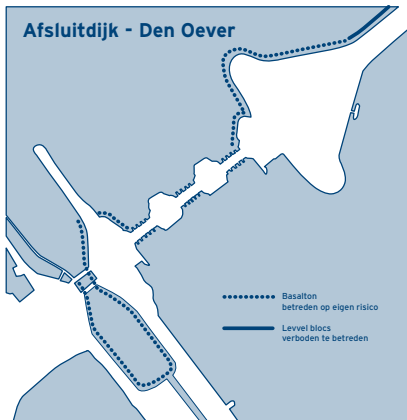 Afsluitdijk - Den Oever
Basalton
betreden op eigen risico
Levvel blocs
verboden te betreden